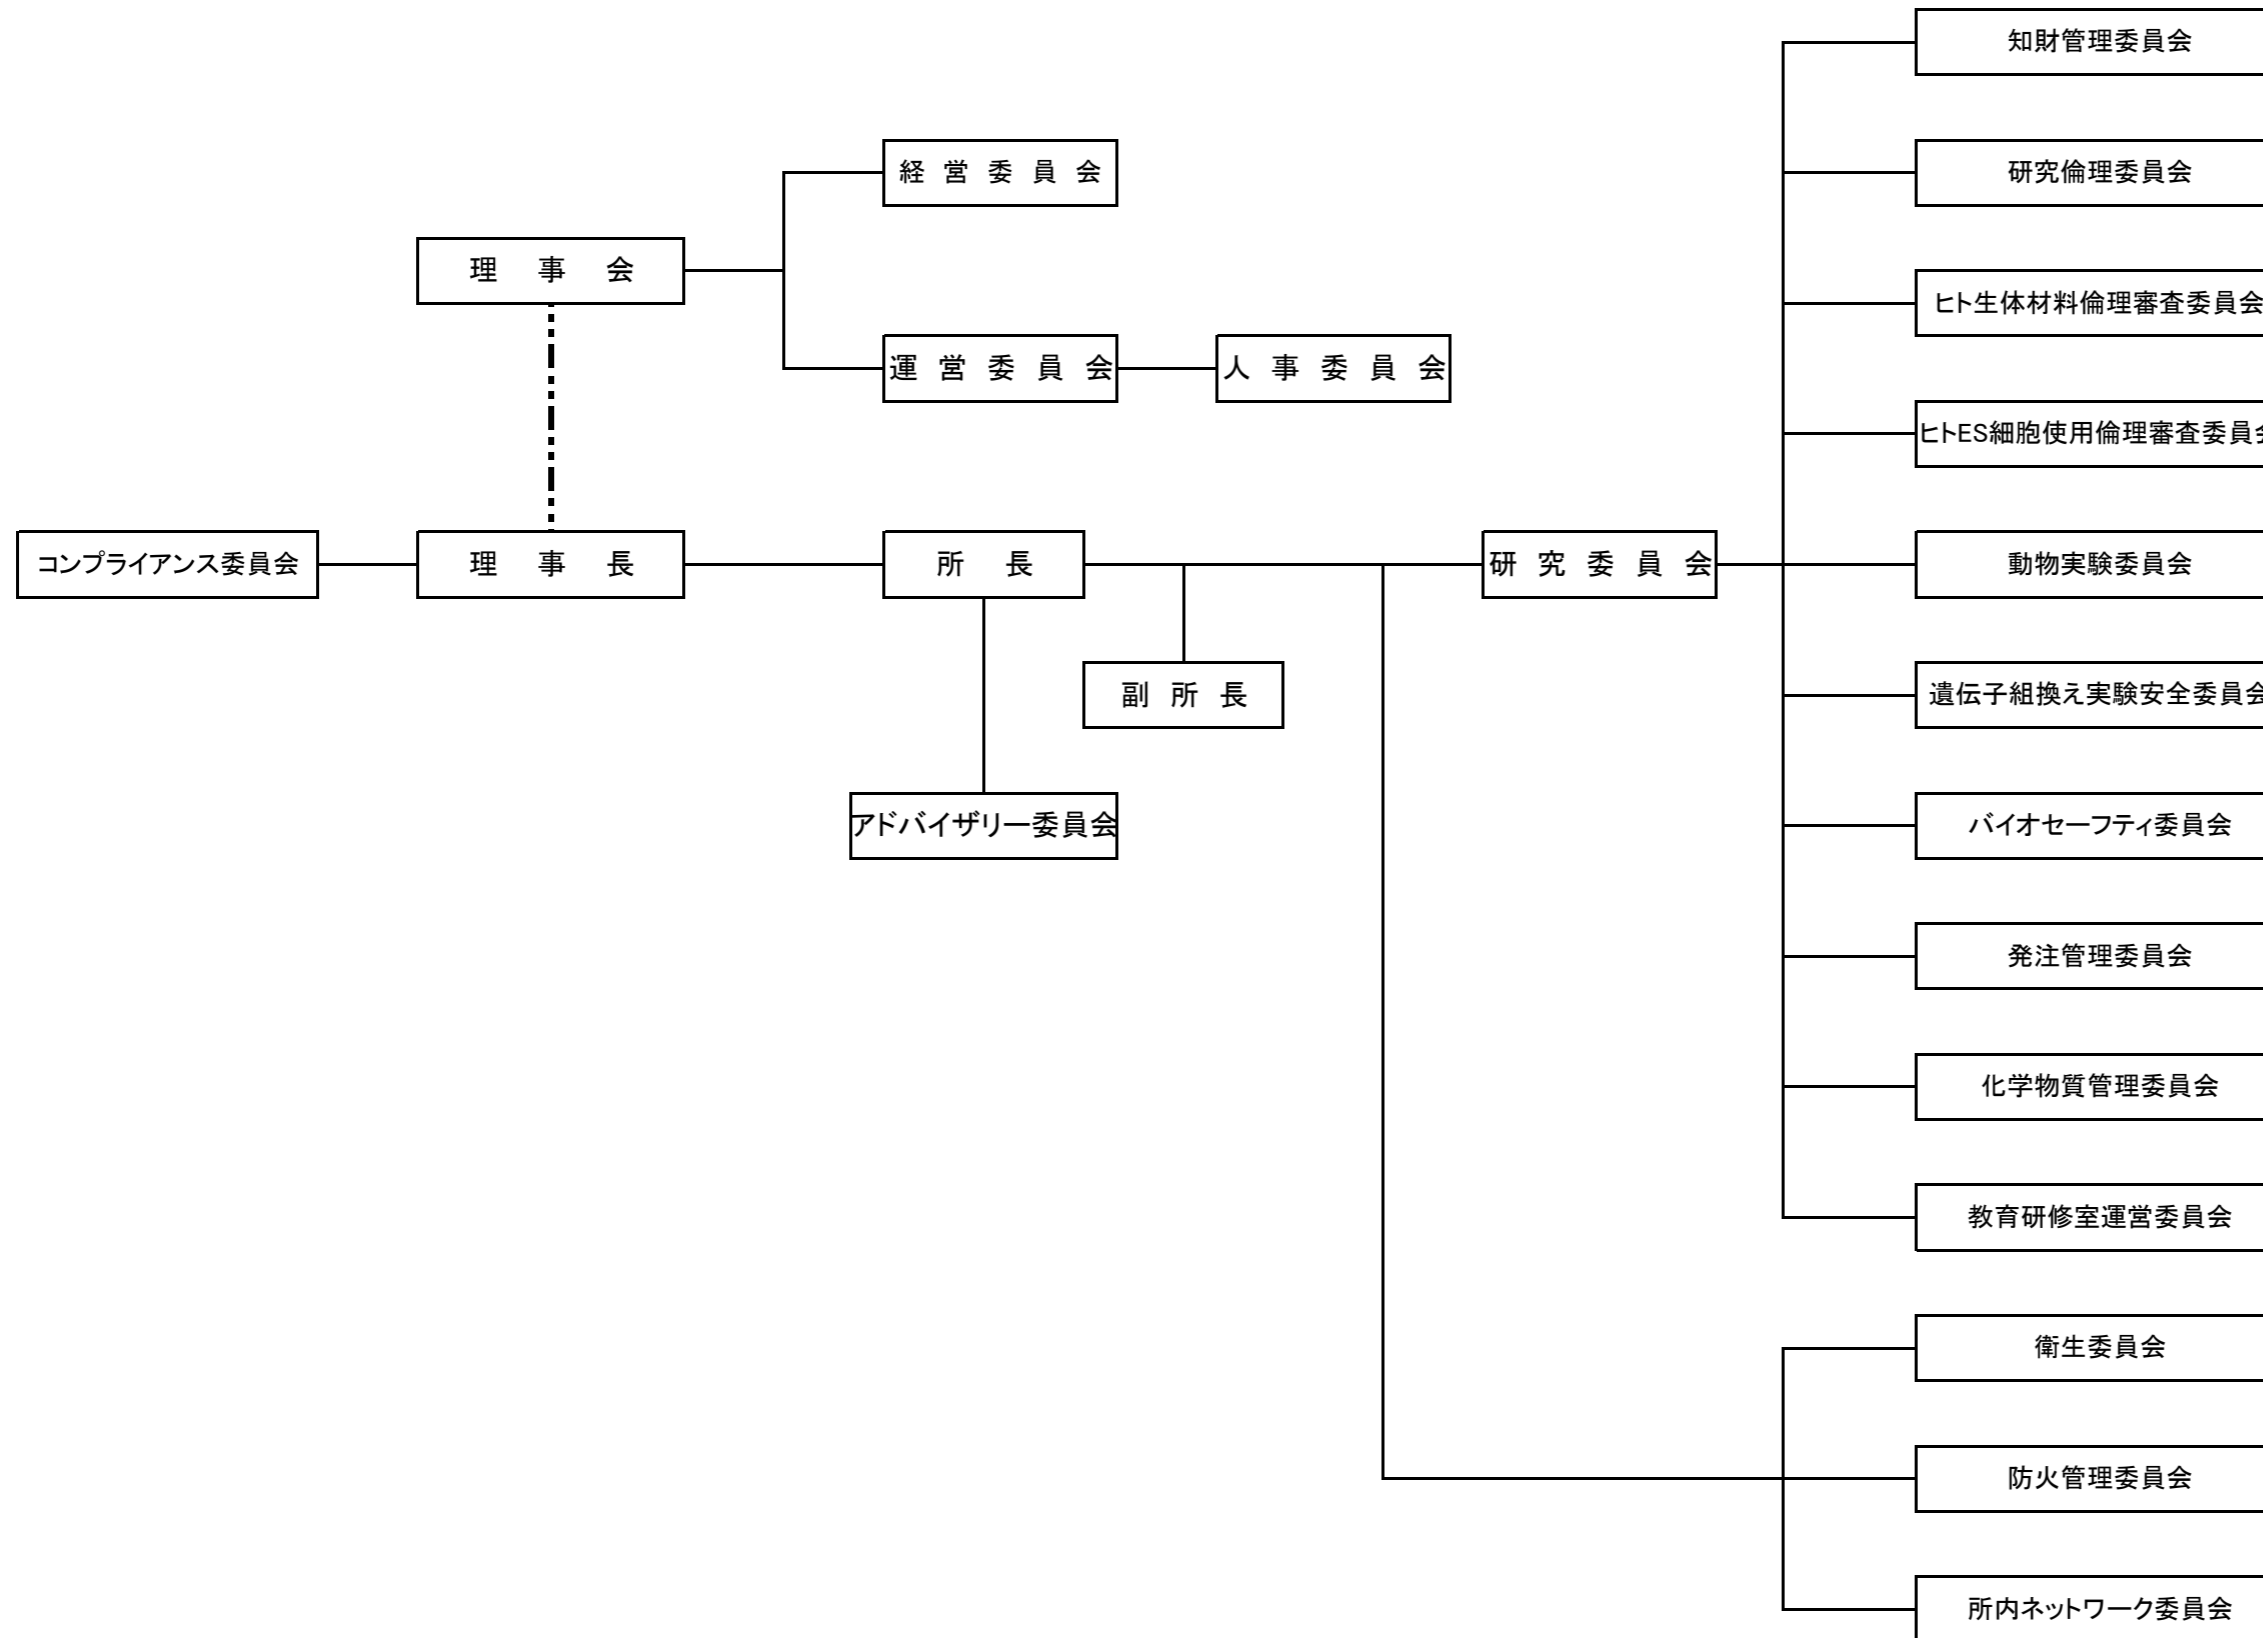 知財管理委員会
経営委員会
研究倫理委員会
理事会
ヒト生体材料倫理審査委員会
運営委員会
人事委員会
ヒトES細胞使用倫理審査委員会
コンプライアンス委員会
理事長
所長
研究委員会
動物実験委員会
副所長
遺伝子組換え実験安全委員会
アドバイザリー委員会
バイオセーフティ委員会
発注管理委員会
化学物質管理委員会
教育研修室運営委員会
衛生委員会
防火管理委員会
所内ネットワーク委員会